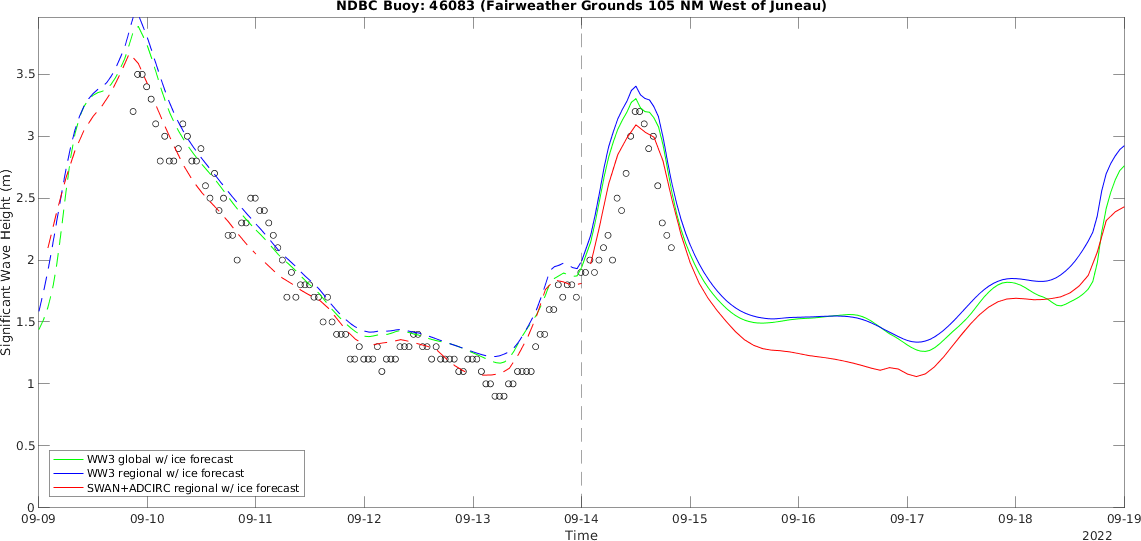 NDBC Buoy: 46083 (Fairweather Grounds 105 NM West of Juneau)
Significant Wave Height (m)
3.5
3
2.5
2
1.5
1
0.5
0
WW3 global w/ ice forecast
WW3 regional w/ ice forecast
SWAN+ADCIRC regional w/ ice forecast
09-09 09-10 09-11 09-12 09-13 09-14 09-15 09-16 09-17 09-18 09-19
Time
2022